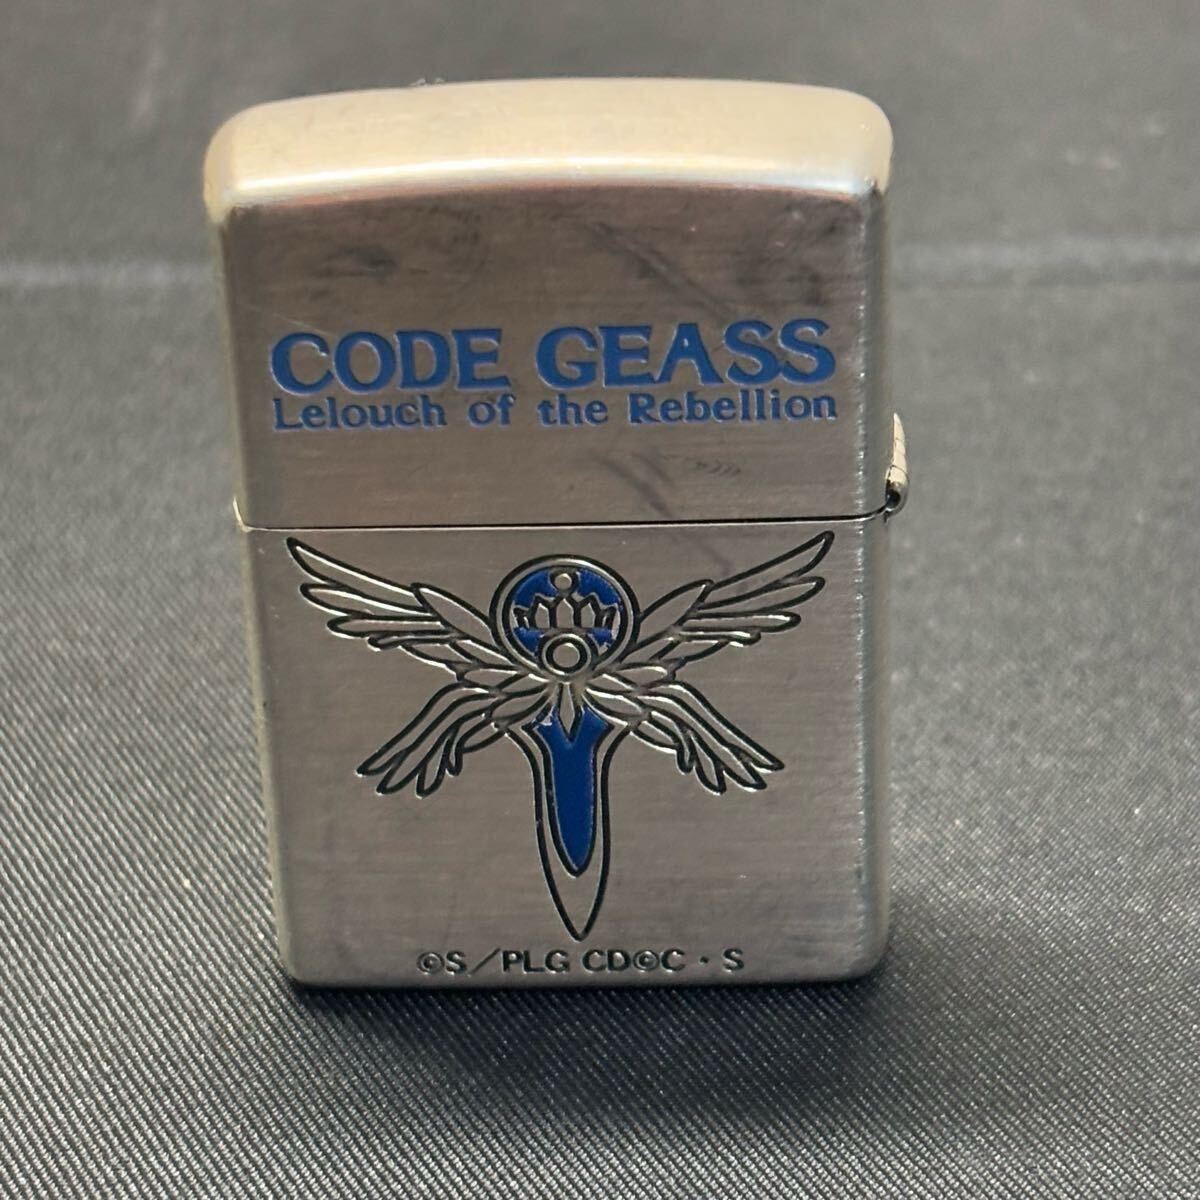 CODE GEASS
Lelouch of the Rebellion
©S／PLG CD©C・S